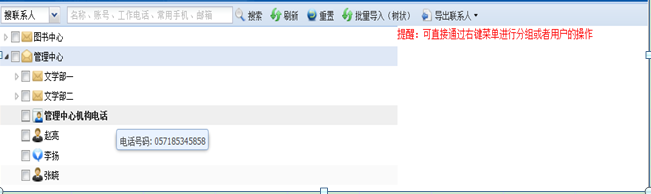 搜联系人 名称、账号、工作电话、常用手机、邮箱 搜索 刷新 重置 批量导入（树状） 导出联系人
图书中心
提醒：可直接通过右键菜单进行分组或者用户的操作
管理中心
文学部一
文学部二
管理中心机构电话
赵亮
电话号码: 057185345858
李扬
张毓